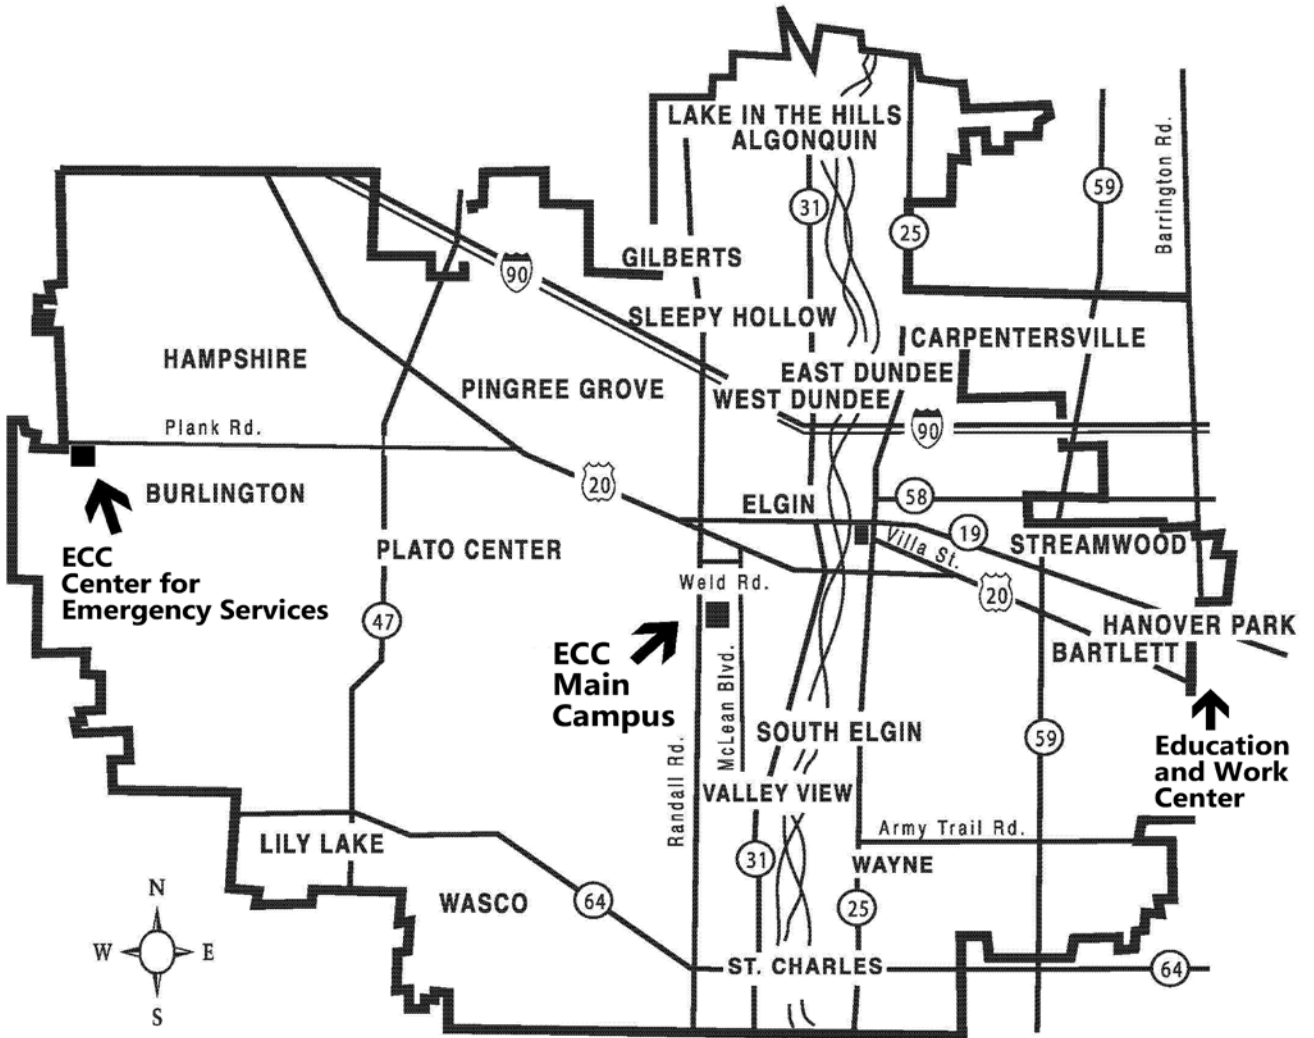 LAKE IN THE HILLS
ALGONQUIN
59
Barrington Rd.
31
25
GILBERTS
90
SLEEPY HOLLOW
CARPENTERSVILLE
HAMPSHIRE
EAST DUNDEE
PINGREE GROVE
WEST DUNDEE
Plank Rd.
90
20
BURLINGTON
ELGIN
58
19
Villa St.
STREAMWOOD
PLATO CENTER
ECC
Center for
Emergency Services
Weld Rd.
20
47
HANOVER PARK
BARTLETT
ECC
Main
Campus
McLean Blvd.
SOUTH ELGIN
59
Education
and Work
Center
Randall Rd.
VALLEY VIEW
Army Trail Rd.
LILY LAKE
31
WAYNE
N
WASCO
64
25
W
E
ST. CHARLES
64
S